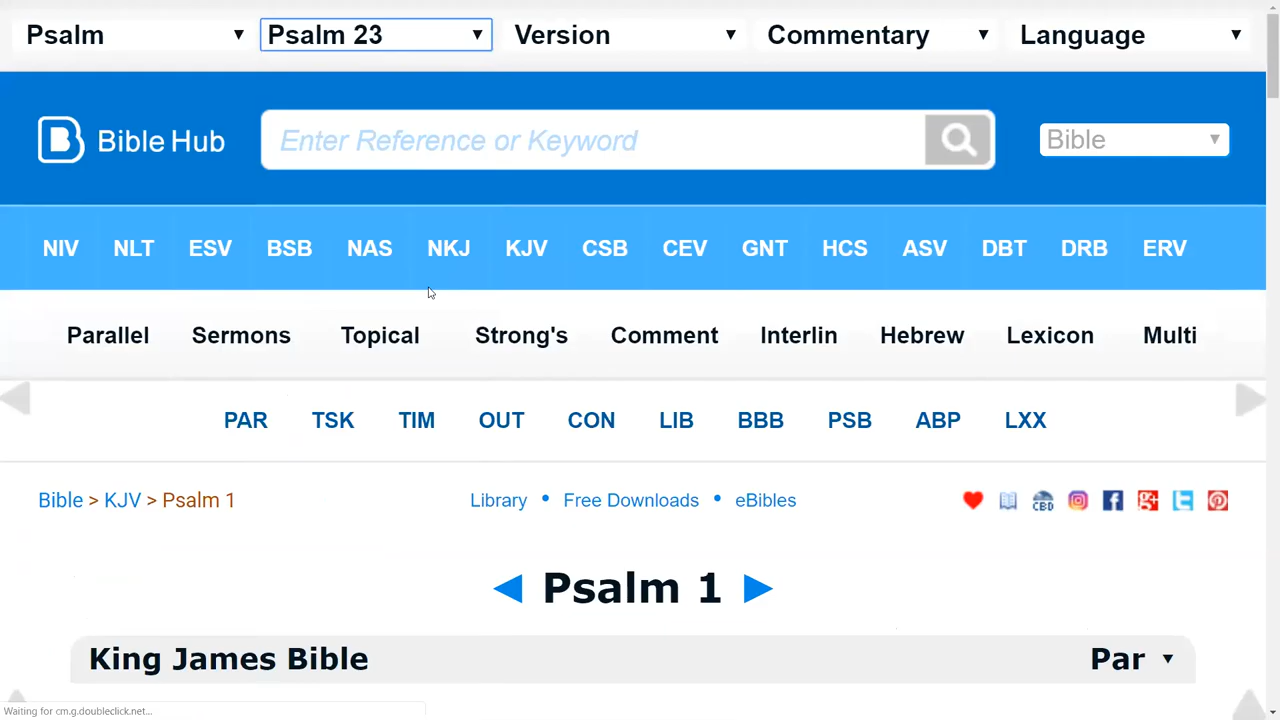 Psalm ▼ Psalm 23 ▼ Version ▼ Commentary ▼ Language ▼
Bible Hub Enter Reference or Keyword Bible ▼
NIV NLT ESV BSB NAS NKJ KJV CSB CEV GNT HCS ASV DBT DRB ERV
Parallel Sermons Topical Strong's Comment Interlin Hebrew Lexicon Multi
PAR TSK TIM OUT CON LIB BBB PSB ABP LXX
Bible > KJV > Psalm 1 Library • Free Downloads • eBibles CBD
◄ Psalm 1 ►
King James Bible Par ▼
Waiting for cm.g.doubleclick.net...